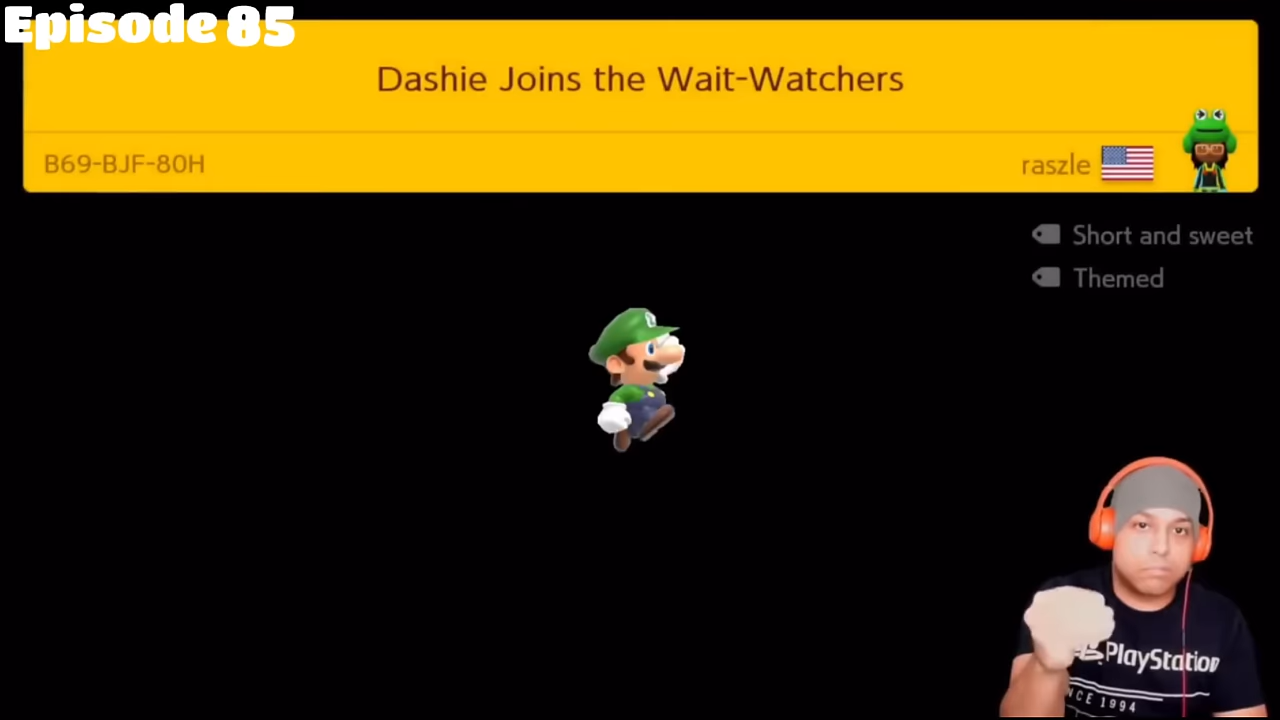 Episode 85
Dashie Joins the Wait-Watchers
B69-BJF-80H
raszle
Short and sweet
Themed
L
PlayStation
NCE 1994